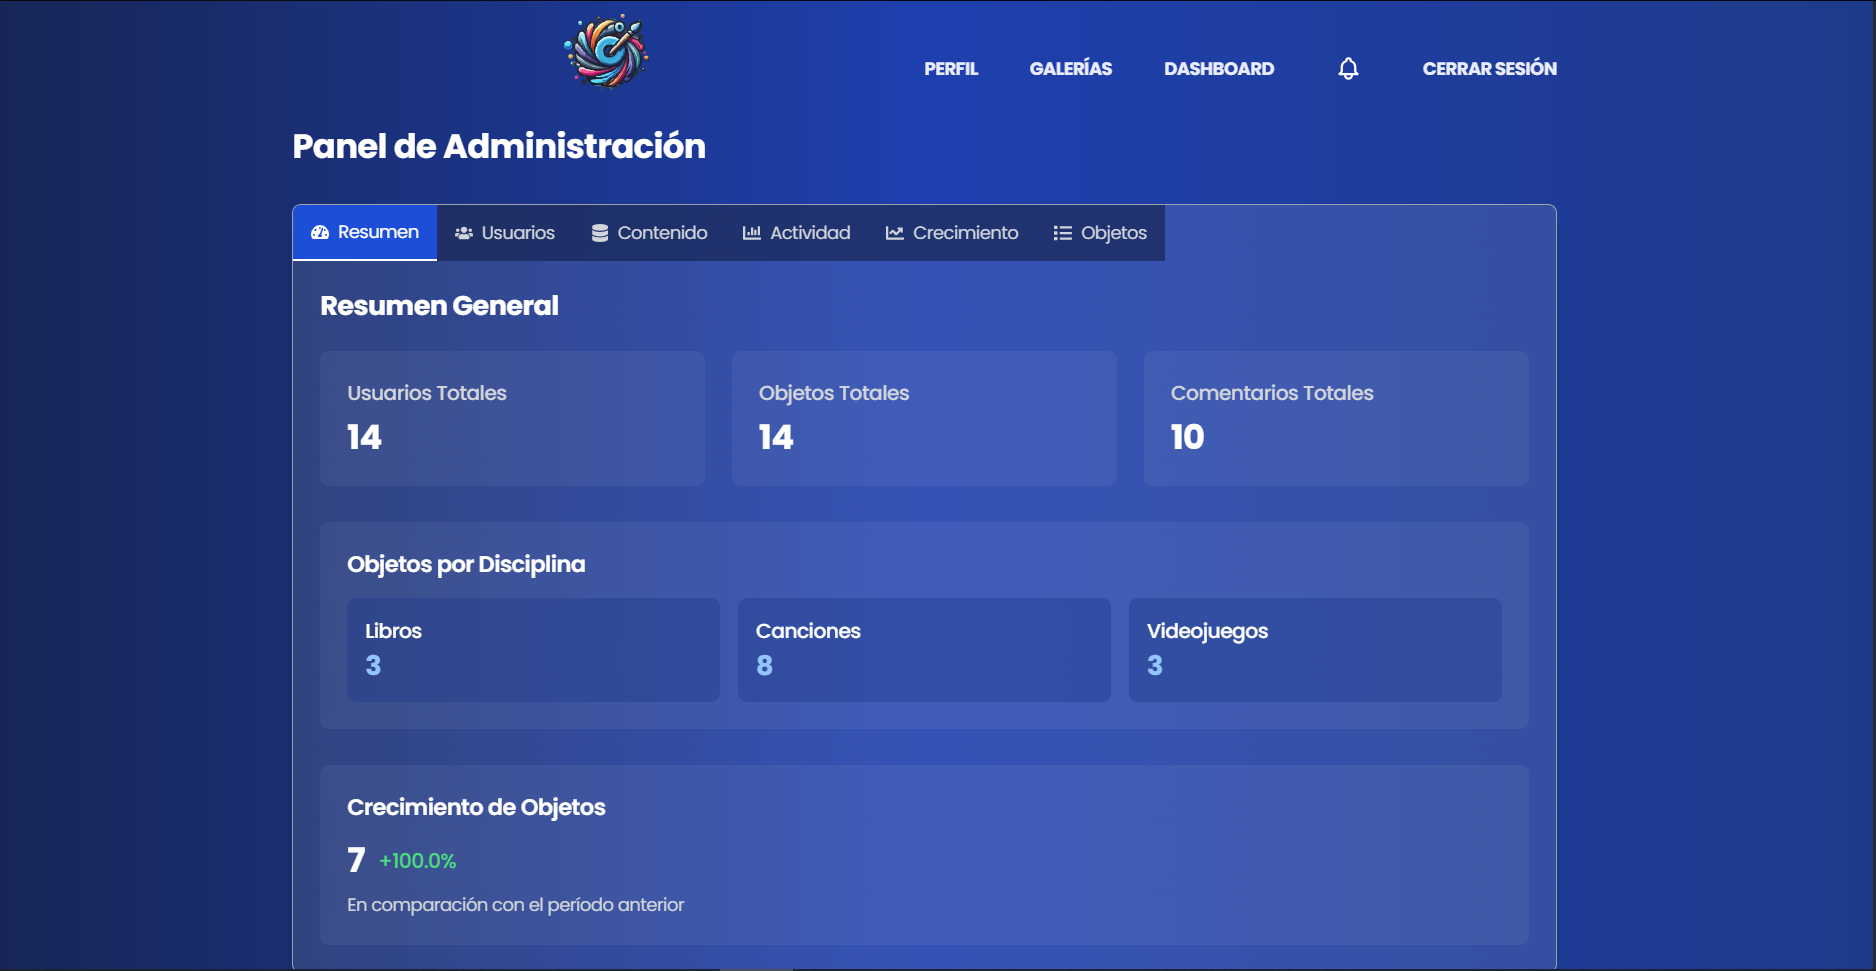 PERFIL GALERÍAS DASHBOARD CERRAR SESIÓN
Panel de Administración
Resumen Usuarios Contenido Actividad Crecimiento Objetos
Resumen General
Usuarios Totales
14
Objetos Totales
14
Comentarios Totales
10
Objetos por Disciplina
Libros
3
Canciones
8
Videojuegos
3
Crecimiento de Objetos
7 +100.0%
En comparación con el período anterior